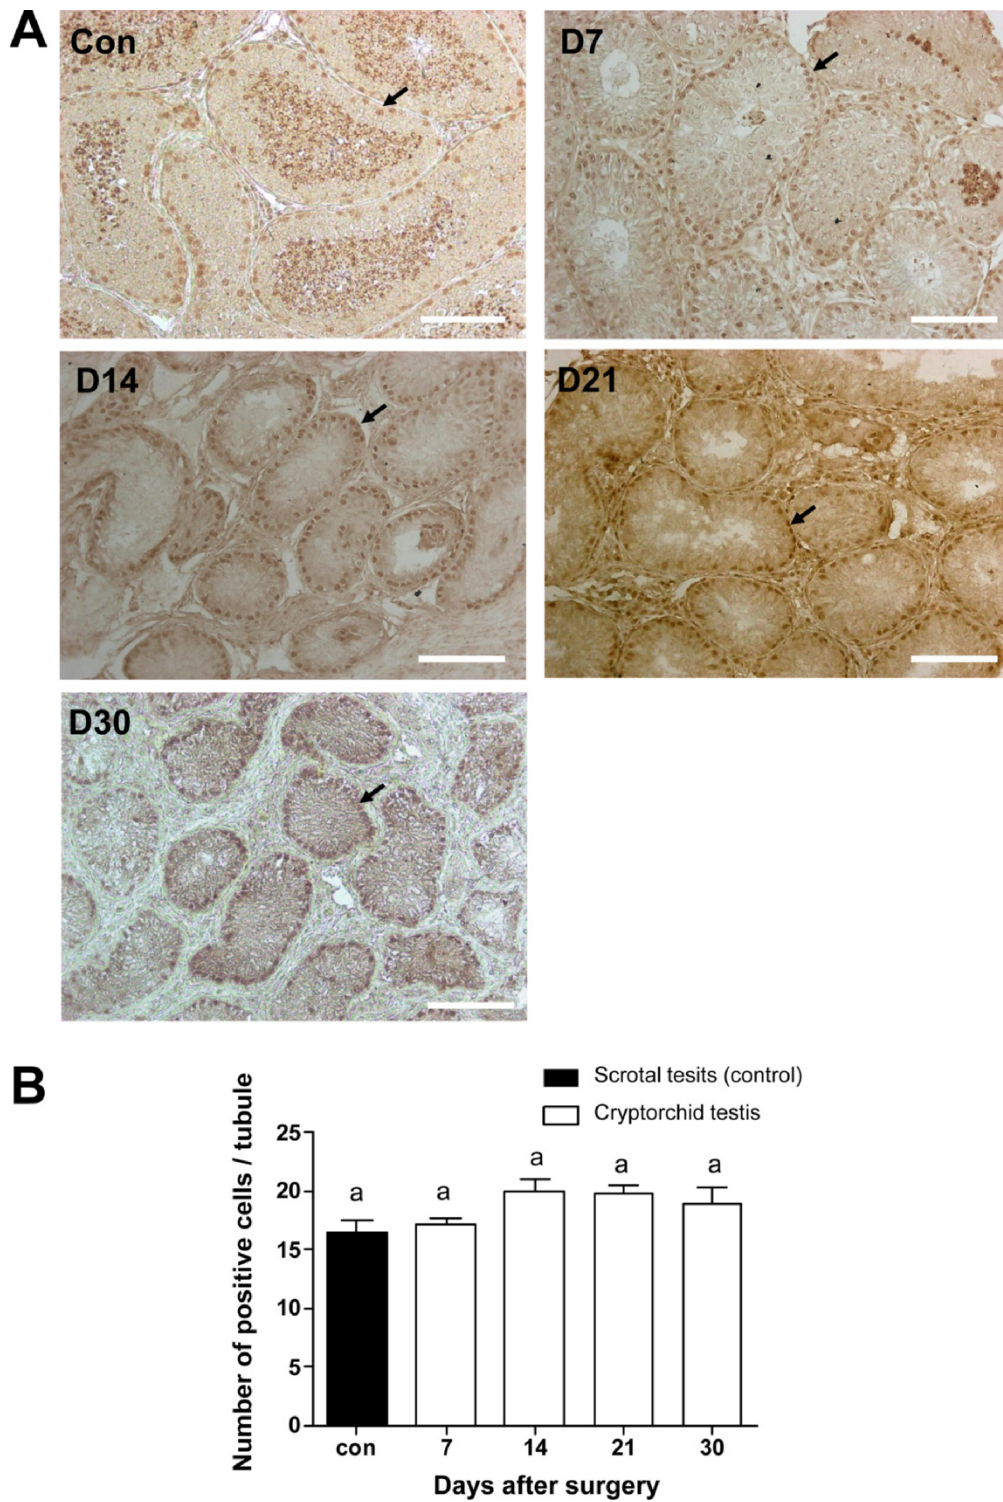 A
Con
D7
D14
D21
D30
B
Scrotal tesits (control)
Cryptorchid testis
Number of positive cells / tubule
25
20
15
10
5
0
a
a
a
a
a
con
7
14
21
30
Days after surgery